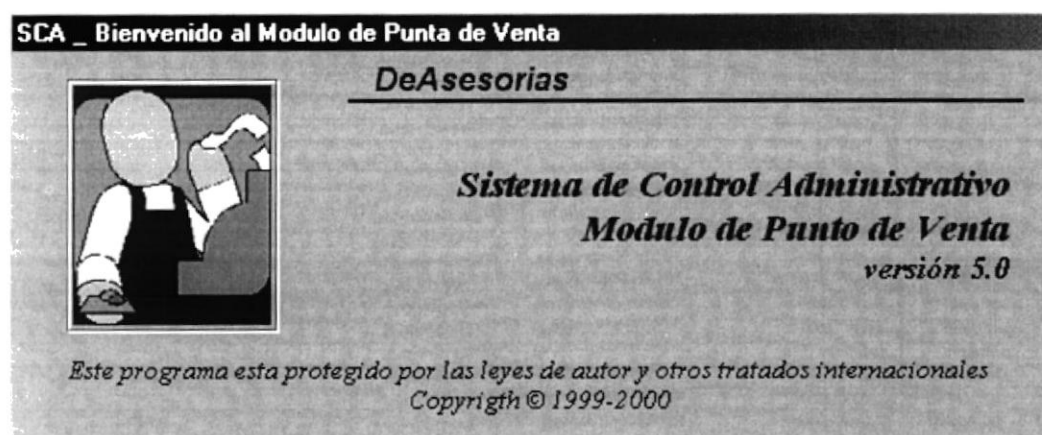 SCA _ Bienvenido al Modulo de Punta de Venta
DeAsesorias
Sistema de Control Administrativo
Modulo de Punto de Venta
versión 5.0
Este programa esta protegido por las leyes de autor y otros tratados internacionales
Copyrigth © 1999-2000